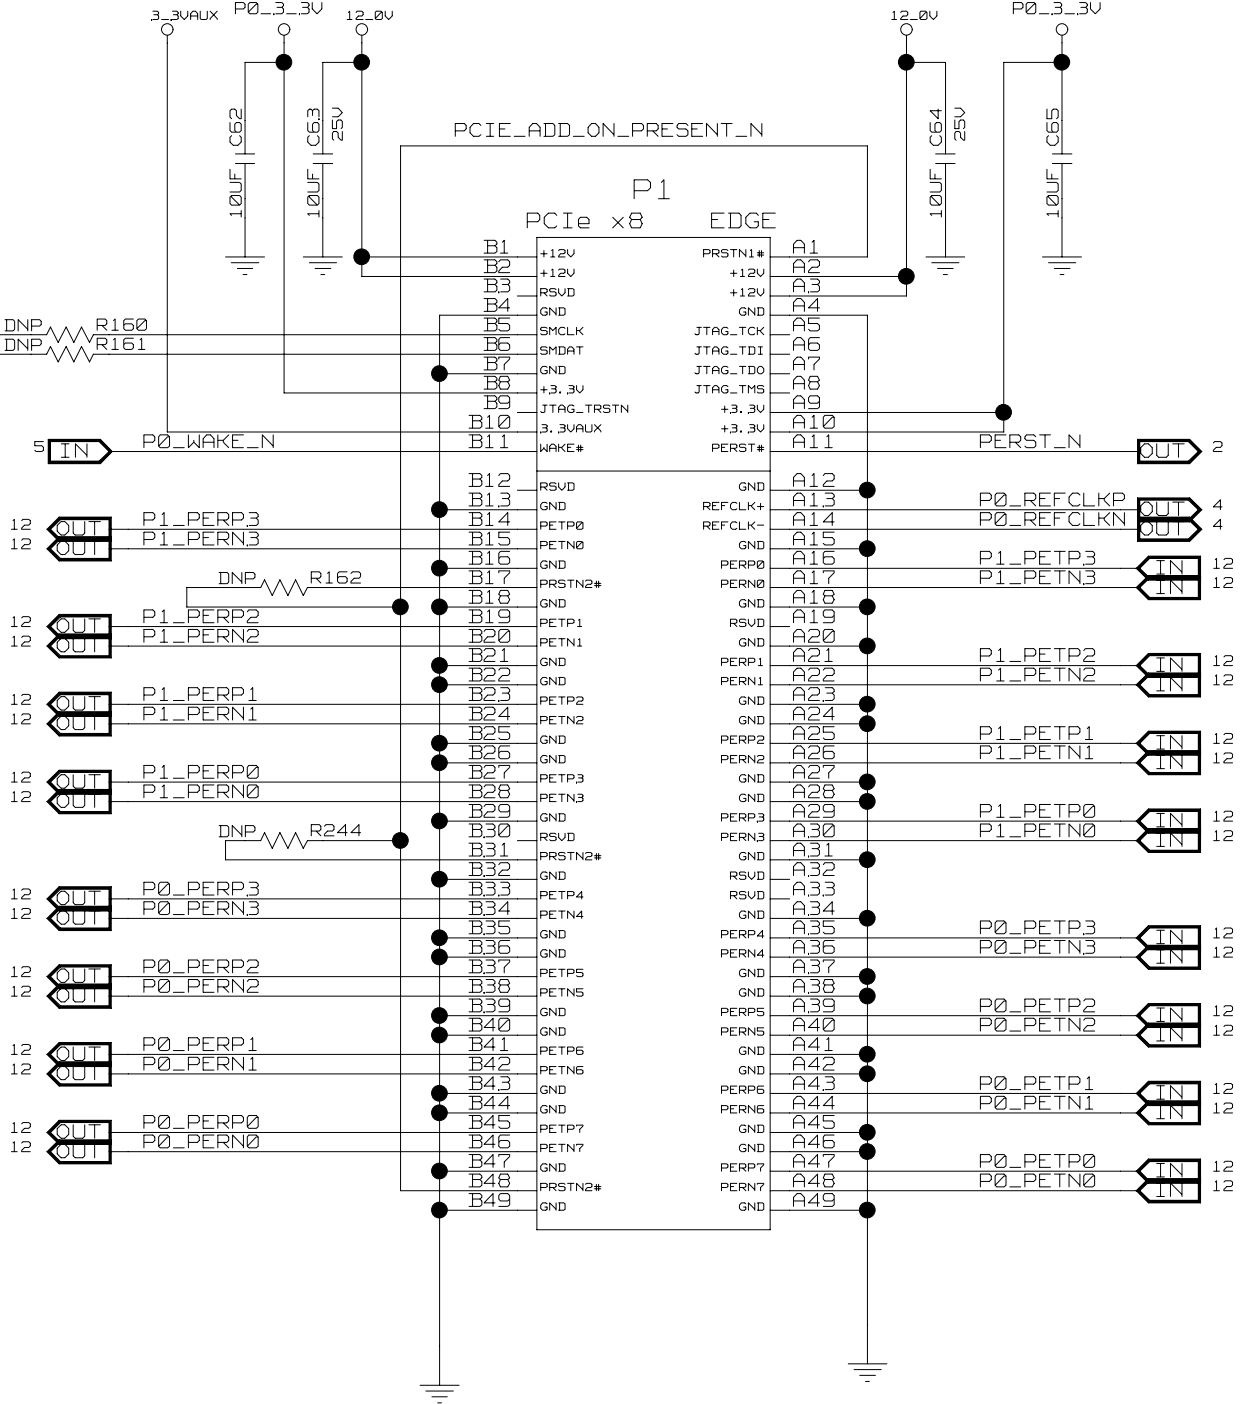 3_3VAUX P0_3_3V 12_0V 12_0V P0_3_3V
C62 10UF C63 25V 10UF C64 25V 10UF C65 10UF
PCIE_ADD_ON_PRESENT_N
P1
PCIe x8 EDGE
B1 +12V PRSTN1# A1
B2 +12V +12V A2
B3 RSVD +12V A3
B4 GND GND A4
DNP R160 B5 SMCLK JTAG_TCK A5
DNP R161 B6 SMDAT JTAG_TDI A6
B7 GND JTAG_TDO A7
B8 +3.3V JTAG_TMS A8
B9 JTAG_TRSTN +3.3V A9
B10 3.3VAUX +3.3V A10
5 IN P0_WAKE_N B11 WAKE# PERST# A11 PERST_N OUT 2
B12 RSVD GND A12
B13 GND REFCLK+ A13 P0_REFCLKP OUT 4
12 OUT P1_PERP3 B14 PETP0 REFCLK- A14 P0_REFCLKN OUT 4
12 OUT P1_PERN3 B15 PETN0 GND A15
B16 GND PERP0 A16 P1_PETP3 IN 12
DNP R162 B17 PRSTN2# PERN0 A17 P1_PETN3 IN 12
B18 GND GND A18
12 OUT P1_PERP2 B19 PETP1 RSVD A19
12 OUT P1_PERN2 B20 PETN1 GND A20
B21 GND PERP1 A21 P1_PETP2 IN 12
B22 GND PERN1 A22 P1_PETN2 IN 12
12 OUT P1_PERP1 B23 PETP2 GND A23
12 OUT P1_PERN1 B24 PETN2 GND A24
B25 GND PERP2 A25 P1_PETP1 IN 12
B26 GND PERN2 A26 P1_PETN1 IN 12
12 OUT P1_PERP0 B27 PETP3 GND A27
12 OUT P1_PERN0 B28 PETN3 GND A28
B29 GND PERP3 A29 P1_PETP0 IN 12
DNP R244 B30 RSVD PERN3 A30 P1_PETN0 IN 12
B31 PRSTN2# GND A31
B32 GND RSVD A32
12 OUT P0_PERP3 B33 PETP4 RSVD A33
12 OUT P0_PERN3 B34 PETN4 GND A34
B35 GND PERP4 A35 P0_PETP3 IN 12
B36 GND PERN4 A36 P0_PETN3 IN 12
12 OUT P0_PERP2 B37 PETP5 GND A37
12 OUT P0_PERN2 B38 PETN5 GND A38
B39 GND PERP5 A39 P0_PETP2 IN 12
B40 GND PERN5 A40 P0_PETN2 IN 12
12 OUT P0_PERP1 B41 PETP6 GND A41
12 OUT P0_PERN1 B42 PETN6 GND A42
B43 GND PERP6 A43 P0_PETP1 IN 12
B44 GND PERN6 A44 P0_PETN1 IN 12
12 OUT P0_PERP0 B45 PETP7 GND A45
12 OUT P0_PERN0 B46 PETN7 GND A46
B47 GND PERP7 A47 P0_PETP0 IN 12
B48 PRSTN2# PERN7 A48 P0_PETN0 IN 12
B49 GND GND A49